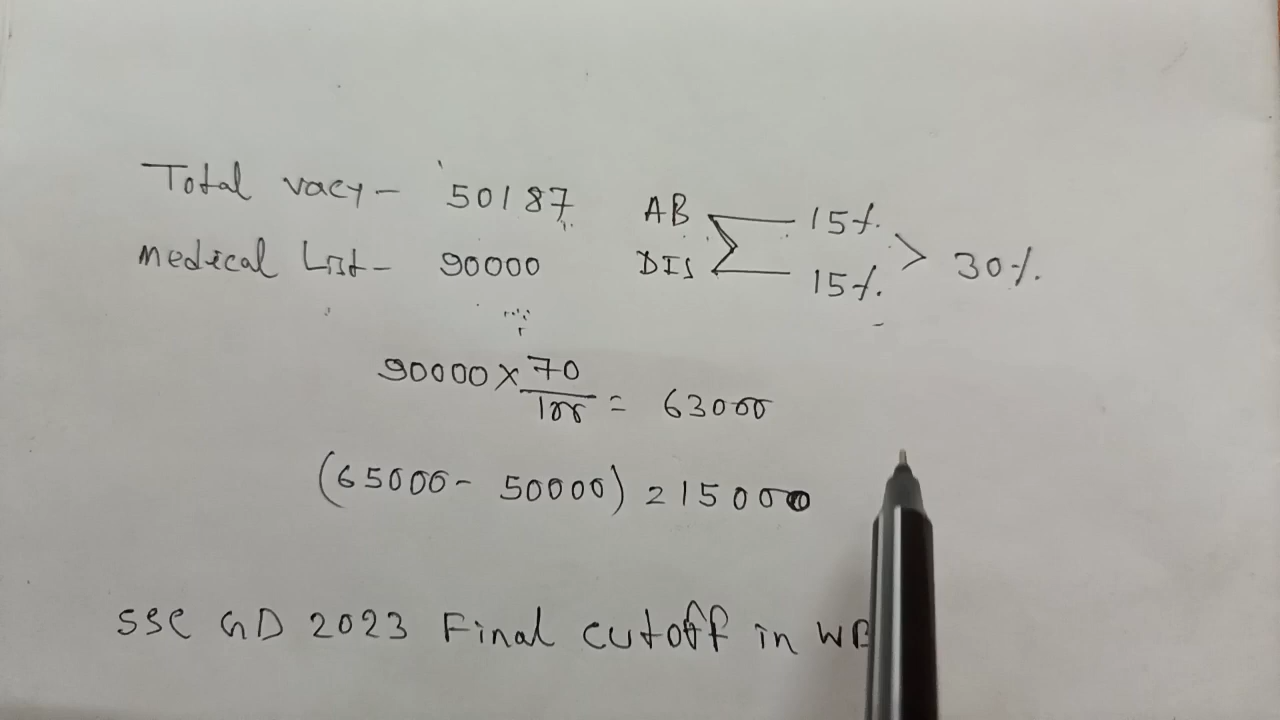 Total vacy- 50187 AB 15%
Medical List- 90000 DIS 15% > 30%
90000 × 70/100 = 63000
(65000 - 50000) = 15000
SSC GD 2023 Final cutoff in WB